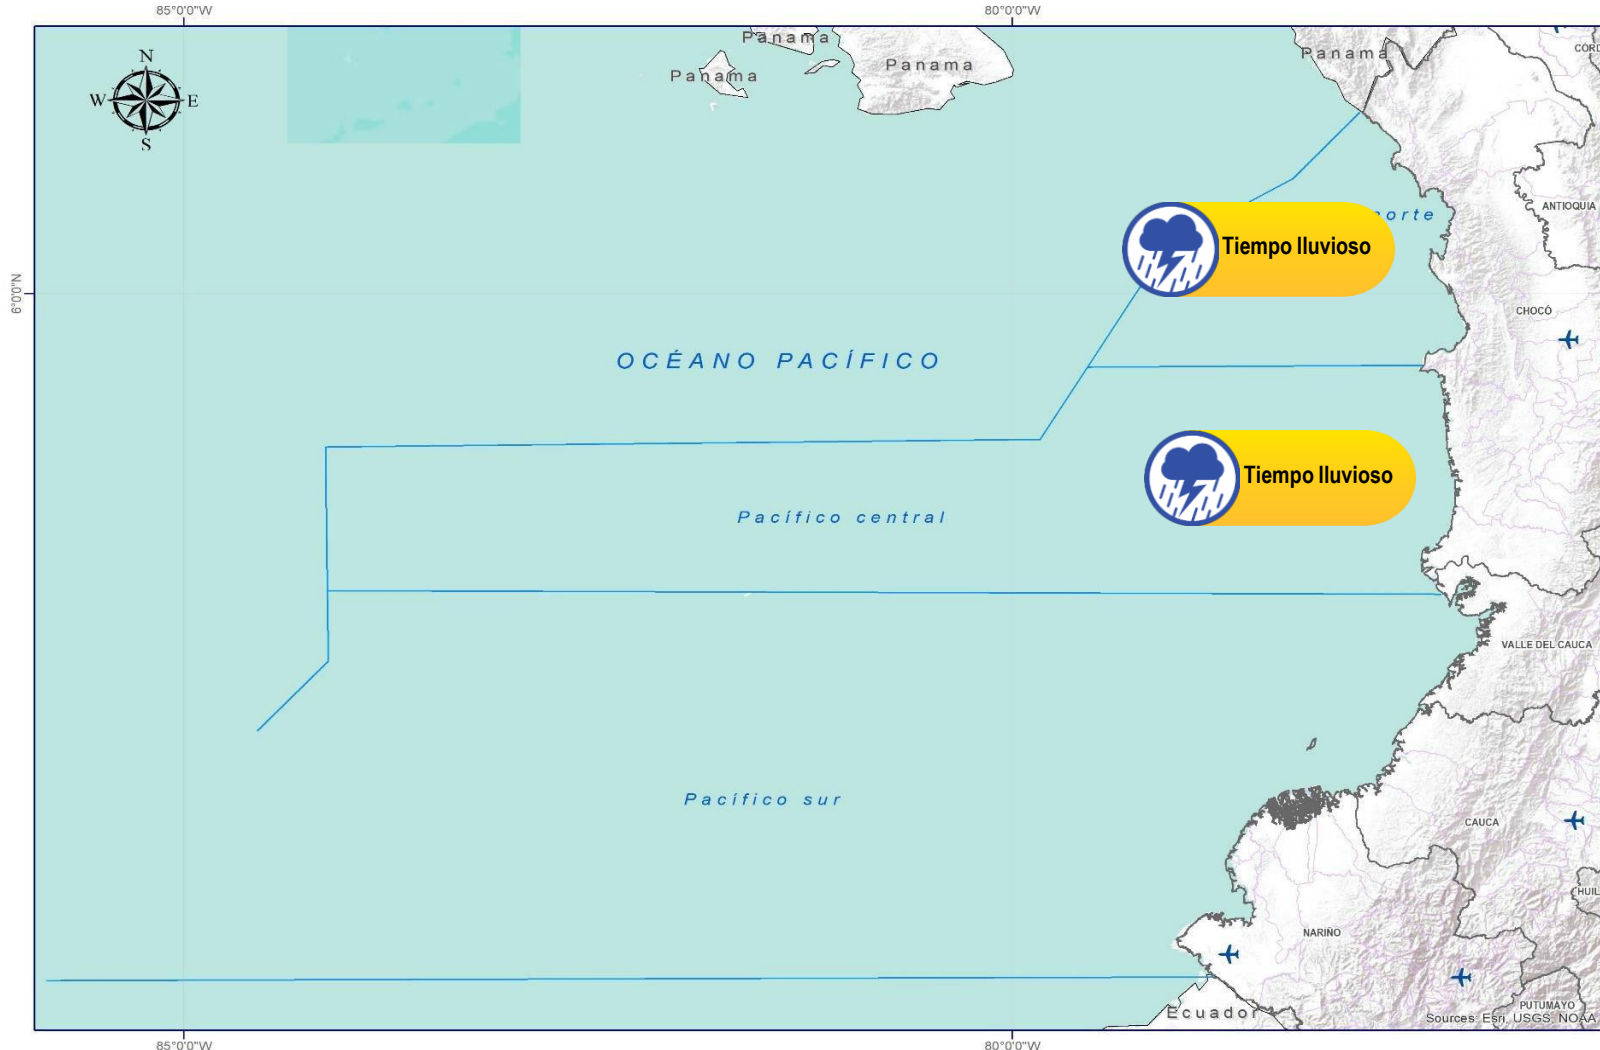 85°0'0"W 80°0'0"W
N
W E
S
Panama
Panama
Panama
Panama
CÓRD
ANTIOQUIA
norte
Tiempo lluvioso
6°0'0"N
CHOCÓ
OCÉANO PACÍFICO
Tiempo lluvioso
Pacífico central
VALLE DEL CAUCA
Pacífico sur
CAUCA
HUIL
NARIÑO
PUTUMAYO
Ecuador
Sources: Esri, USGS, NOAA
85°0'0"W 80°0'0"W